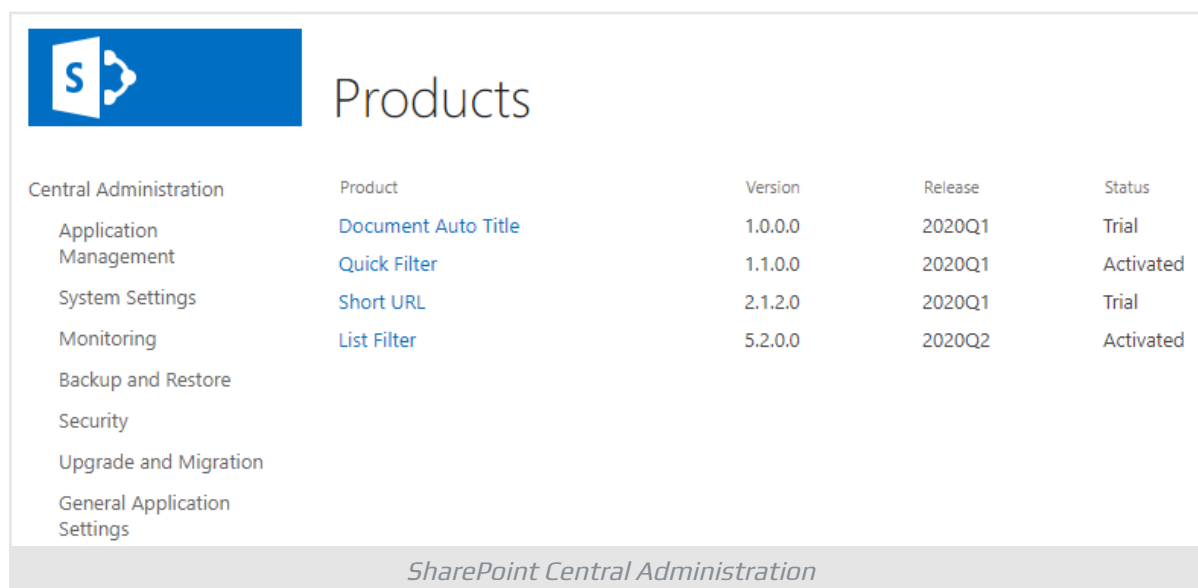 S
Products
Central Administration
Application
Management
System Settings
Monitoring
Backup and Restore
Security
Upgrade and Migration
General Application
Settings
Product Version Release Status
Document Auto Title 1.0.0.0 2020Q1 Trial
Quick Filter 1.1.0.0 2020Q1 Activated
Short URL 2.1.2.0 2020Q1 Trial
List Filter 5.2.0.0 2020Q2 Activated
SharePoint Central Administration